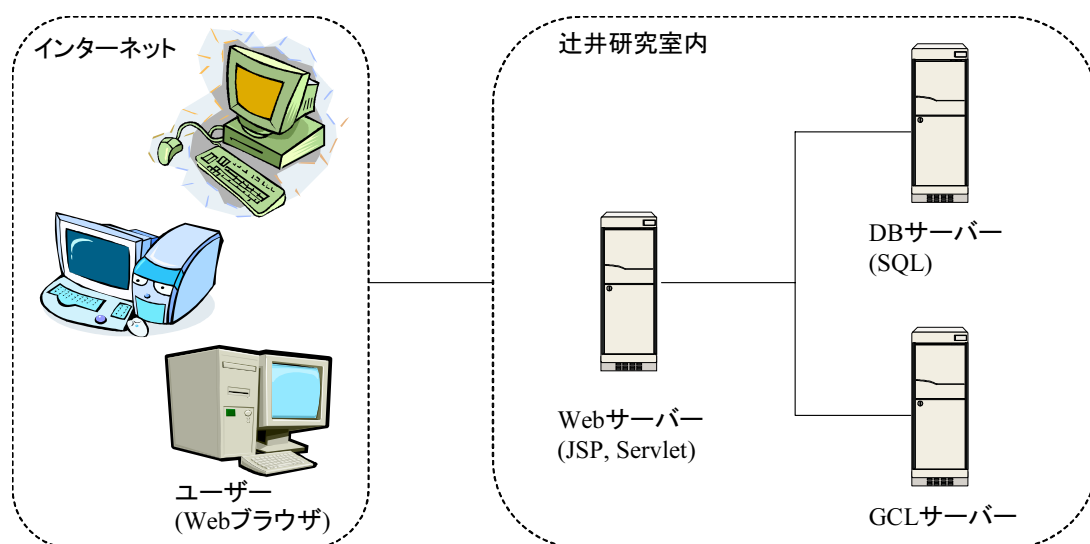 インターネット
ユーザー
(Webブラウザ)
辻井研究室内
Webサーバー
(JSP, Servlet)
DBサーバー
(SQL)
GCLサーバー